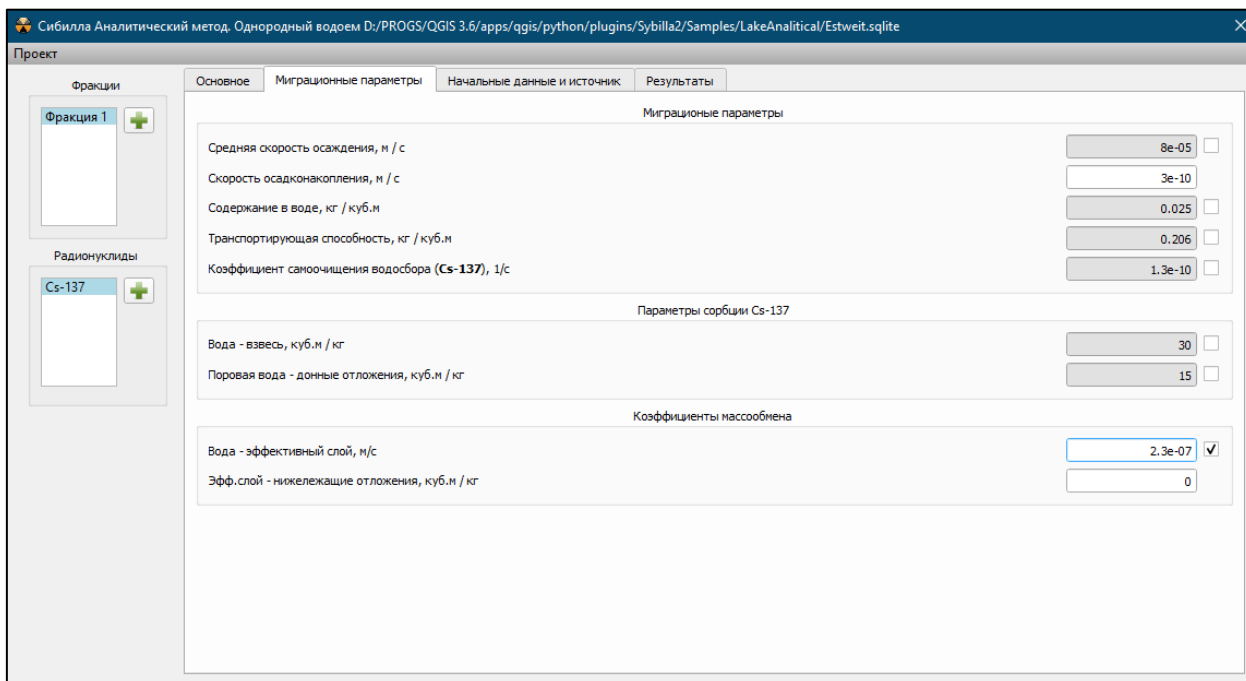 Сибилла Аналитический метод. Однородный водоем D:/PROGS/QGIS 3.6/apps/qgis/python/plugins/Sybilla2/Samples/LakeAnalitical/Estweit.sqlite
Проект
Фракции
Фракция 1
Радионуклиды
Cs-137
Основное Миграционные параметры Начальные данные и источник Результаты
Миграционые параметры
Средняя скорость осаждения, м / с 8e-05
Скорость осадконакопления, м / с 3e-10
Содержание в воде, кг / куб.м 0.025
Транспортирующая способность, кг / куб.м 0.206
Коэффициент самоочищения водосбора (Cs-137), 1/с 1.3e-10
Параметры сорбции Cs-137
Вода - взвесь, куб.м / кг 30
Поровая вода - донные отложения, куб.м / кг 15
Коэффициенты массообмена
Вода - эффективный слой, м/с 2.3e-07
Эфф.слой - нижележащие отложения, куб.м / кг 0